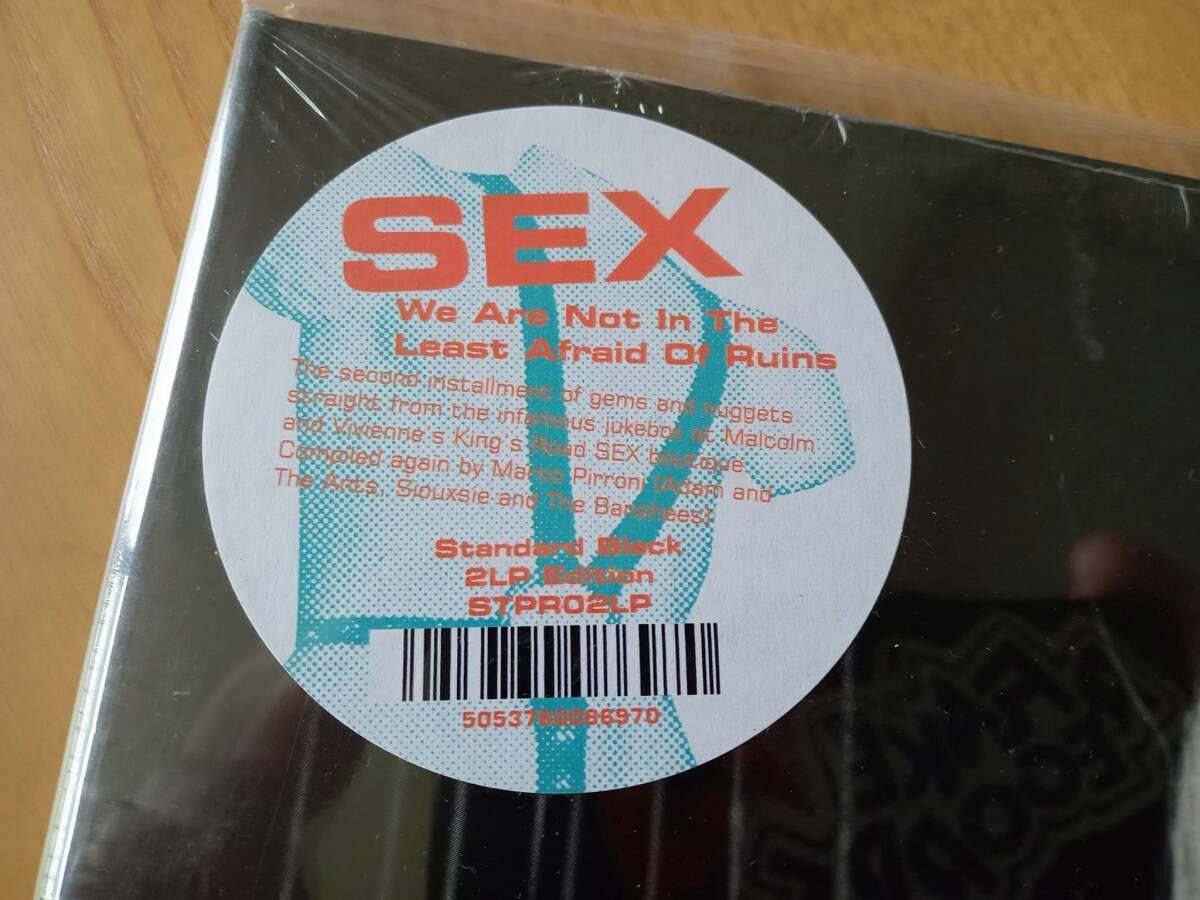 SEX
We Are Not In The
Least Afraid Of Ruins
The second installment of gems and nuggets
straight from the infamous jukebox at Malcolm
and Vivienne's King's Road SEX boutique.
Compiled again by Marco Pirroni (Adam and
The Ants, Siouxsie and The Banshees)
Standard Black
2LP Edition
STPR02LP
5053760086970